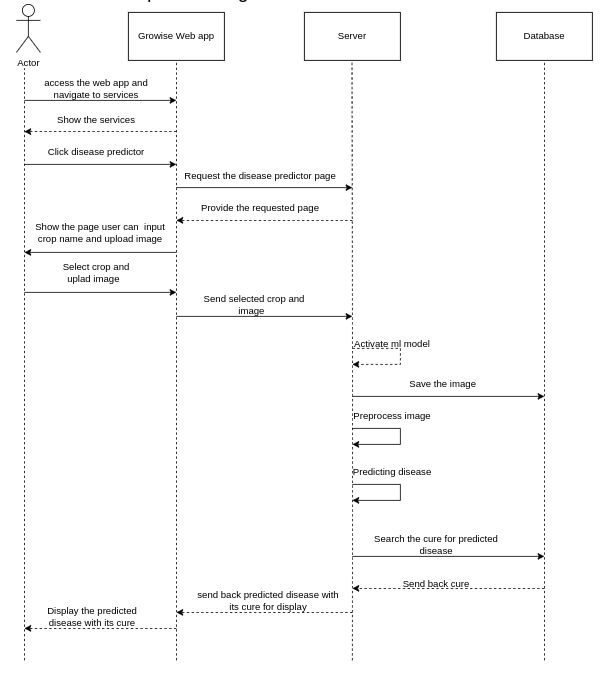 Growise Web app
Server
Database
Actor
access the web app and
navigate to services
Show the services
Click disease predictor
Request the disease predictor page
Provide the requested page
Show the page user can  input
crop name and upload image
Select crop and
uplad image
Send selected crop and
image
Activate ml model
Save the image
Preprocess image
Predicting disease
Search the cure for predicted
disease
Send back cure
send back predicted disease with
its cure for display
Display the predicted
disease with its cure